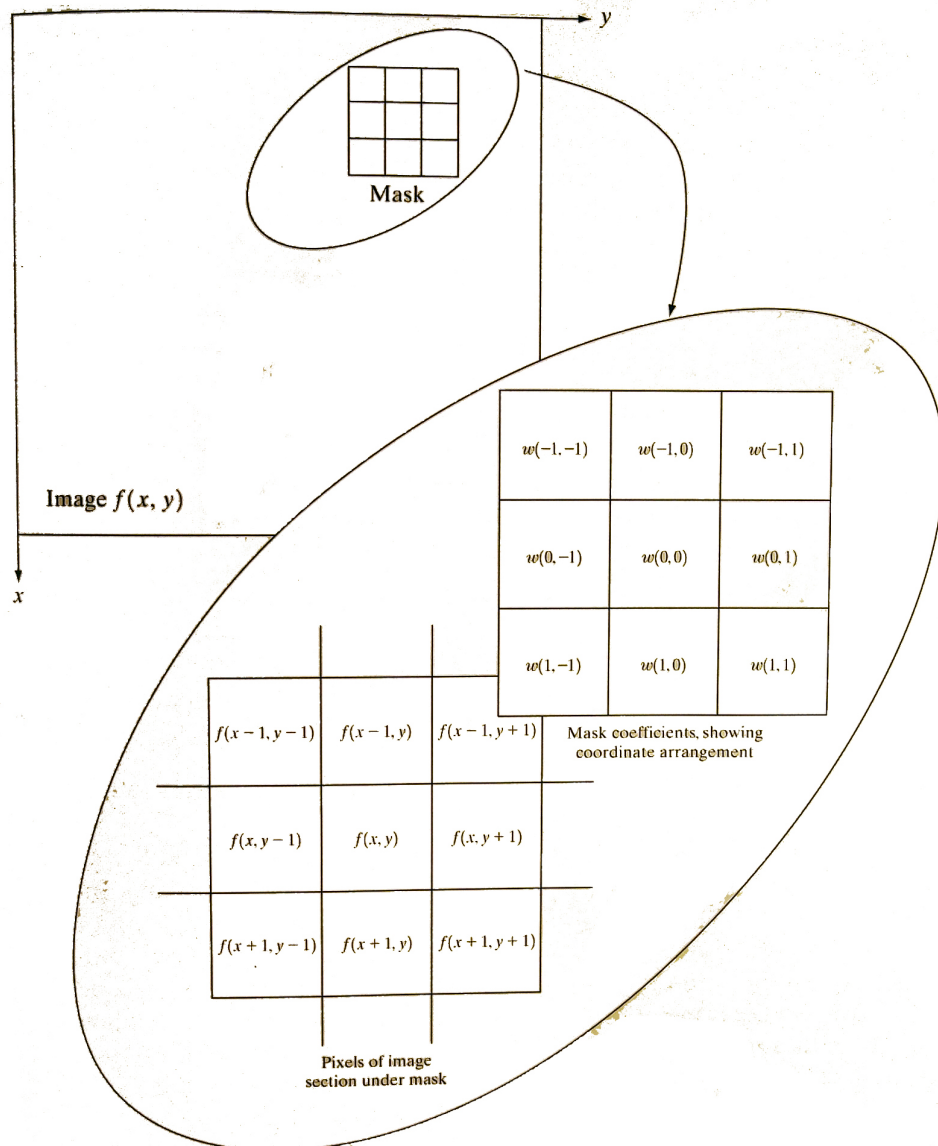 y
Mask
Image f(x, y)
x
w(−1,−1) w(−1,0) w(−1,1)
w(0,−1) w(0,0) w(0,1)
w(1,−1) w(1,0) w(1,1)
Mask coefficients, showing
coordinate arrangement
f(x − 1, y − 1) f(x − 1, y) f(x − 1, y + 1)
f(x, y − 1) f(x, y) f(x, y + 1)
f(x + 1, y − 1) f(x + 1, y) f(x + 1, y + 1)
Pixels of image
section under mask